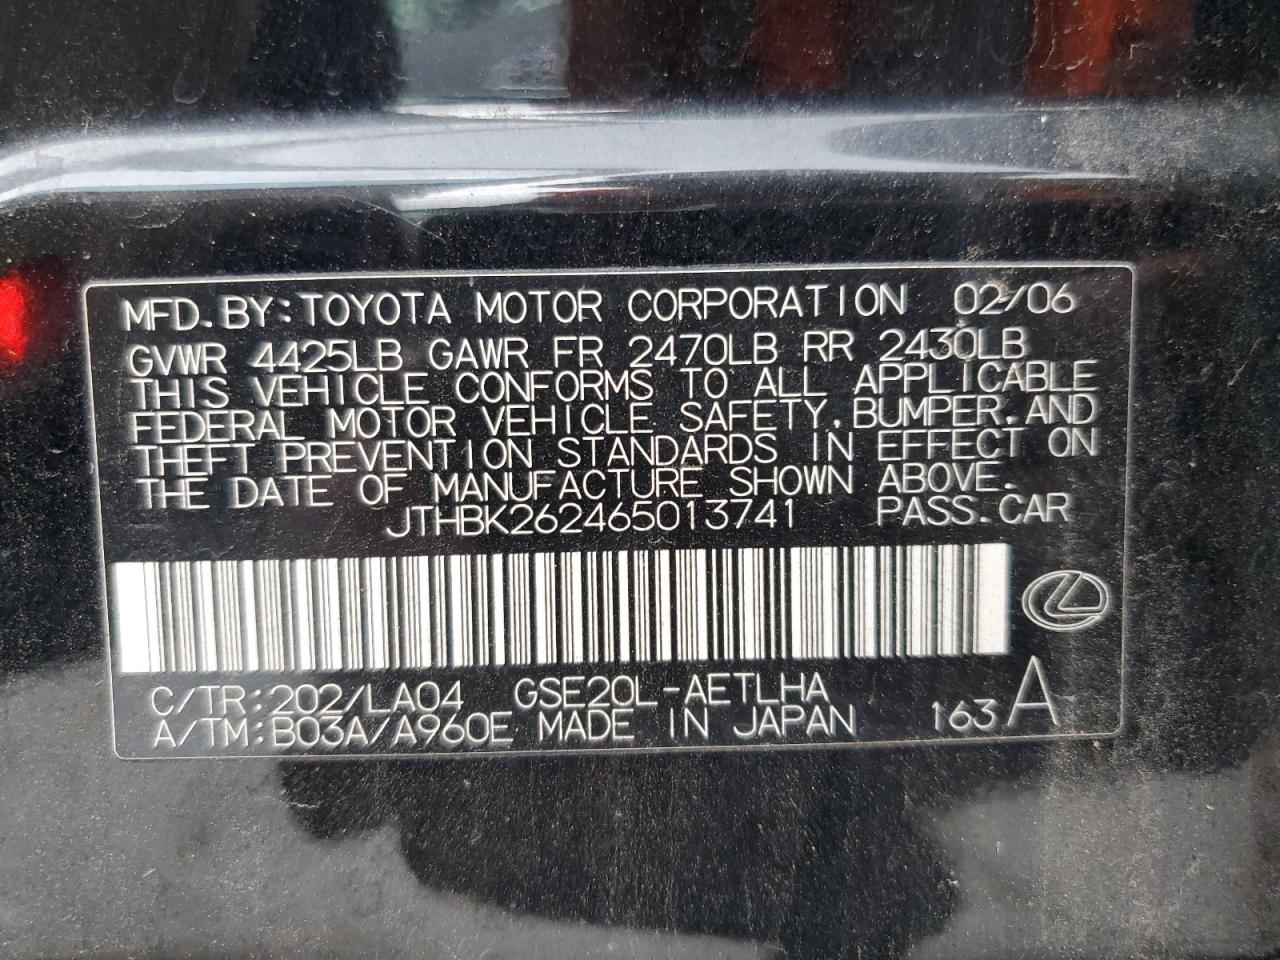 MFD.BY:TOYOTA MOTOR CORPORATION 02/06
GVWR 4425LB GAWR FR 2470LB RR 2430LB
THIS VEHICLE CONFORMS TO ALL APPLICABLE
FEDERAL MOTOR VEHICLE SAFETY,BUMPER,AND
THEFT PREVENTION STANDARDS IN EFFECT ON
THE DATE OF MANUFACTURE SHOWN ABOVE.
JTHBK262465013741 PASS.CAR
C/TR:202/LA04 GSE20L-AETLHA
A/TM:B03A/A960E MADE IN JAPAN 163 A